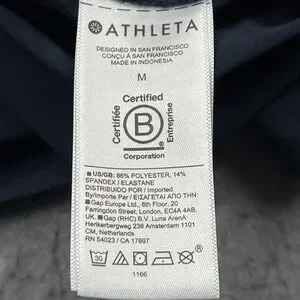 ATHLETA
DESIGNED IN SAN FRANCISCO
CONÇU À SAN FRANCISCO
MADE IN INDONESIA
M
Certified
Certifiée
B
Entreprise
Corporation
US/GB: 86% POLYESTER, 14%
SPANDEX / ELASTANE
DISTRIBUIDO POR / Imported
By/Importe Par / ΕΙΣΑΓΕΤΑΙ ΑΠΟ ΤΗΝ:
Gap Europe Ltd., 6th Floor, 20
Farringdon Street, London, EC4A 4AB,
UK. Gap (RHC) B.V. Luna ArenA
Herikerbergweg 238 Amsterdam 1101
CM, Netherlands
RN 54023 / CA 17897
30
1166